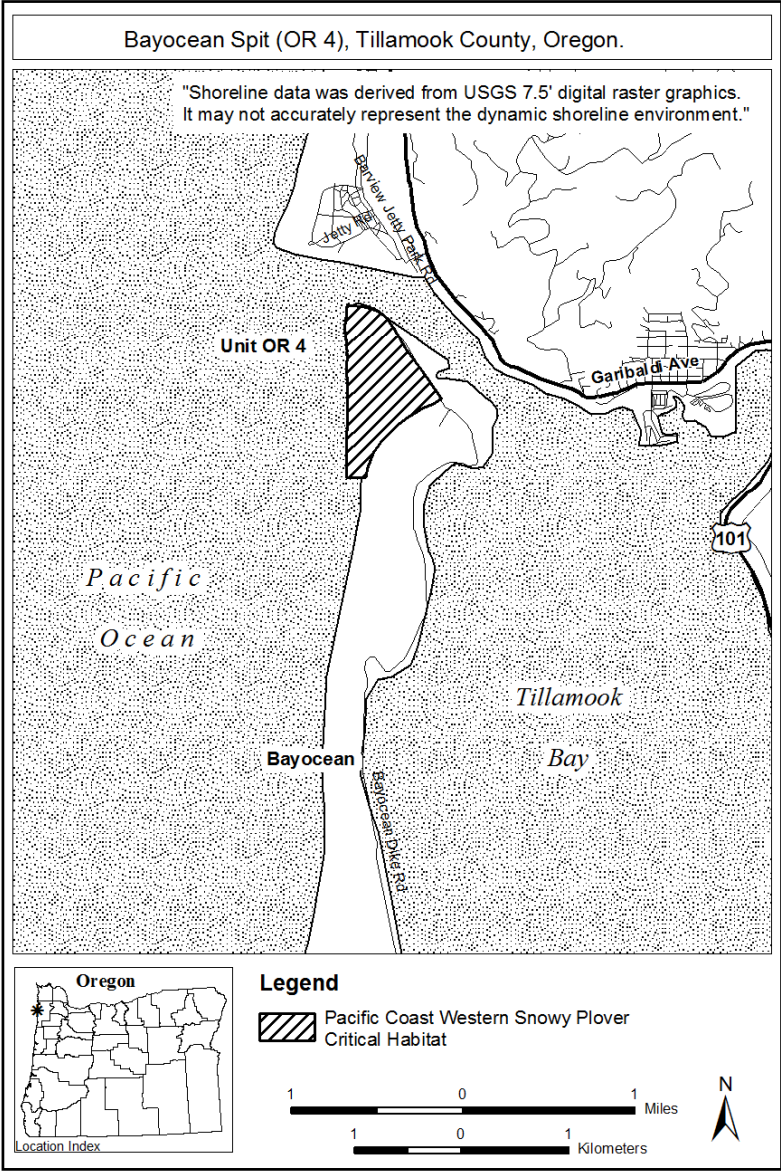 Bayocean Spit (OR 4), Tillamook County, Oregon.
"Shoreline data was derived from USGS 7.5' digital raster graphics.
It may not accurately represent the dynamic shoreline environment."
Barview Jetty Park Rd
Jetty Rd
Unit OR 4
Garibaldi Ave
101
Pacific
Ocean
Tillamook
Bay
Bayocean
Bayocean Dike Rd
Oregon
Location Index
Legend
Pacific Coast Western Snowy Plover
Critical Habitat
1 0 1
Miles
1 0 1
Kilometers
N